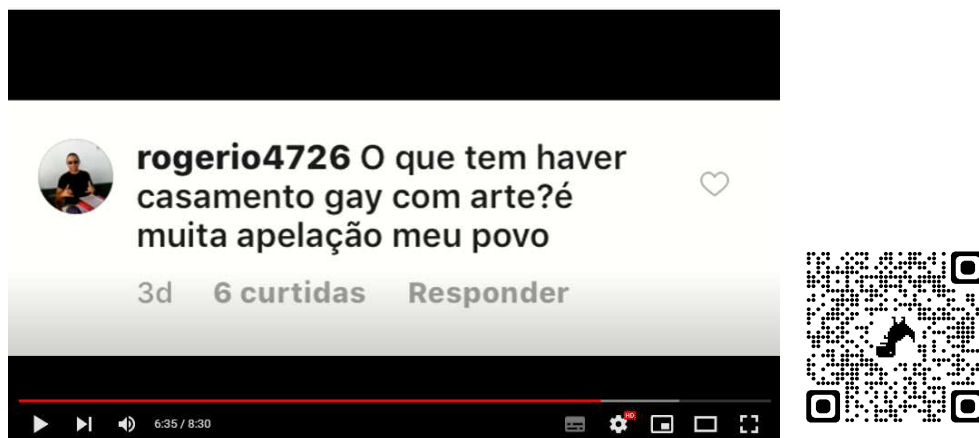 rogerio4726 O que tem haver
casamento gay com arte?é
muita apelação meu povo
3d 6 curtidas Responder
6:35 / 8:30
HD